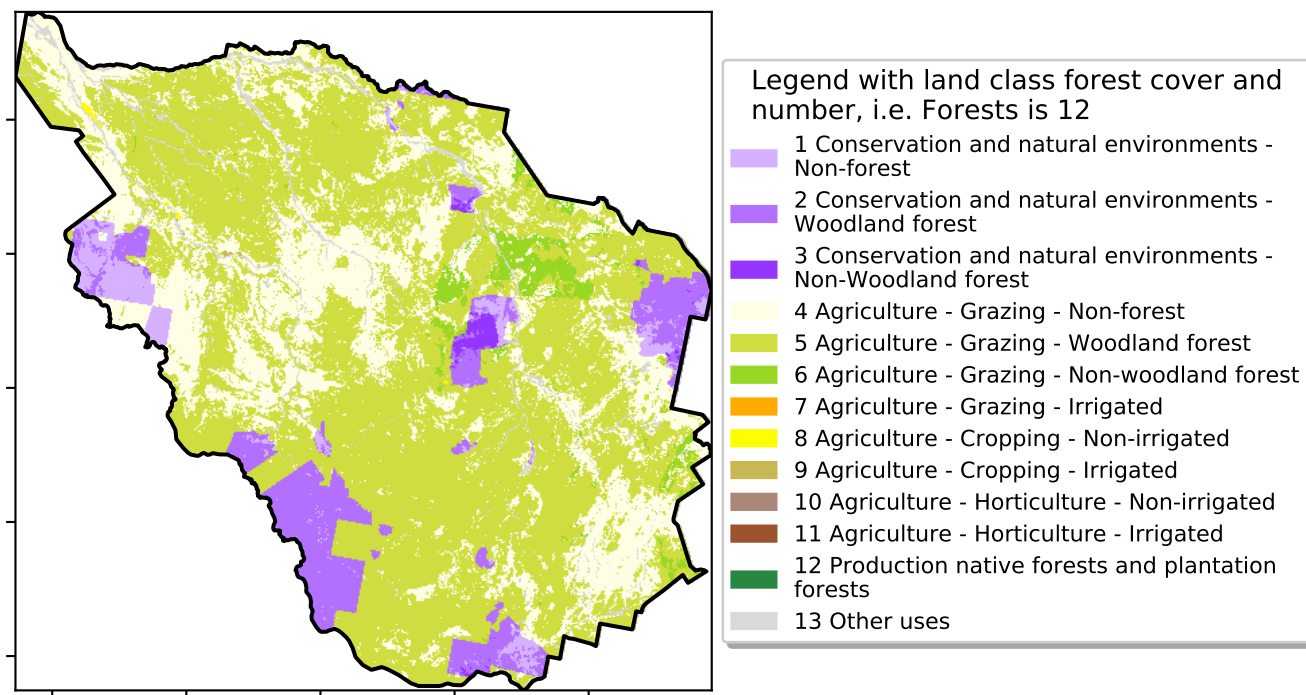 Legend with land class forest cover and
number, i.e. Forests is 12
1 Conservation and natural environments -
Non-forest
2 Conservation and natural environments -
Woodland forest
3 Conservation and natural environments -
Non-Woodland forest
4 Agriculture - Grazing - Non-forest
5 Agriculture - Grazing - Woodland forest
6 Agriculture - Grazing - Non-woodland forest
7 Agriculture - Grazing - Irrigated
8 Agriculture - Cropping - Non-irrigated
9 Agriculture - Cropping - Irrigated
10 Agriculture - Horticulture - Non-irrigated
11 Agriculture - Horticulture - Irrigated
12 Production native forests and plantation
forests
13 Other uses